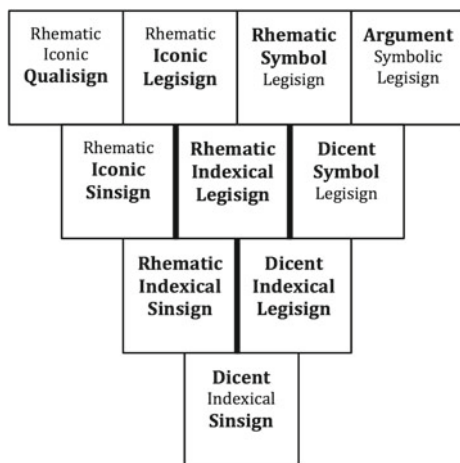 Rhematic
Iconic
Qualisign
Rhematic
Iconic
Legisign
Rhematic
Symbol
Legisign
Argument
Symbolic
Legisign
Rhematic
Iconic
Sinsign
Rhematic
Indexical
Legisign
Dicent
Symbol
Legisign
Rhematic
Indexical
Sinsign
Dicent
Indexical
Legisign
Dicent
Indexical
Sinsign